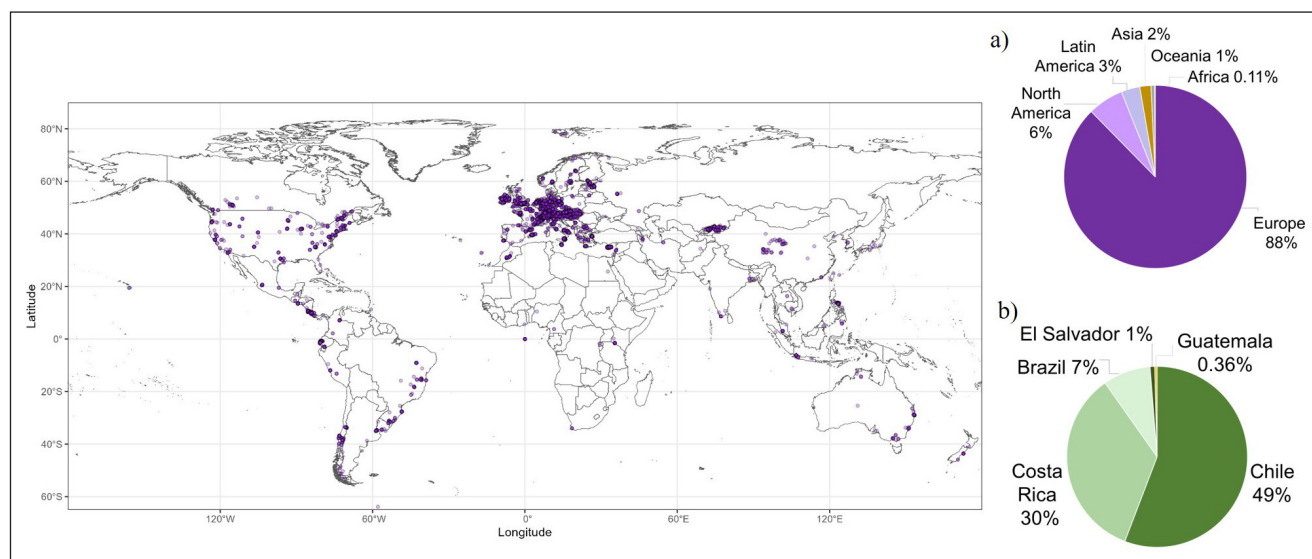 a)
Asia 2%
Latin
America 3%
Oceania 1%
Africa 0.11%
North
America
6%
Europe
88%
80°N
60°N
40°N
20°N
0°
20°S
40°S
60°S
Latitude
120°W
60°W
0°
60°E
120°E
Longitude
b)
El Salvador 1%
Guatemala
0.36%
Brazil 7%
Costa
Rica
30%
Chile
49%